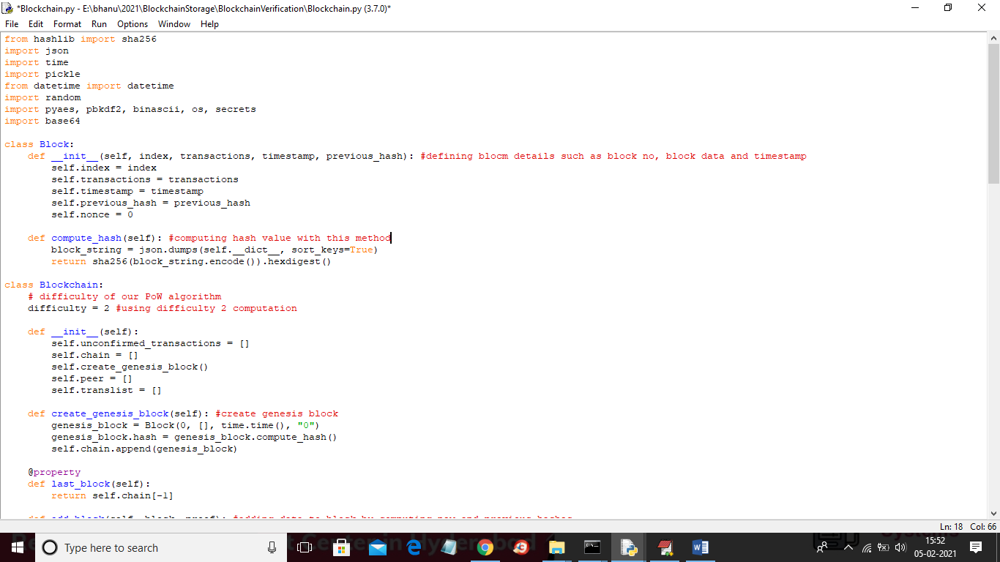 *Blockchain.py - E:\bhanu\2021\BlockchainStorage\BlockchainVerification\Blockchain.py (3.7.0)*
File Edit Format Run Options Window Help
from hashlib import sha256
import json
import time
import pickle
from datetime import datetime
import random
import pyaes, pbkdf2, binascii, os, secrets
import base64
class Block:
    def __init__(self, index, transactions, timestamp, previous_hash): #defining blocm details such as block no, block data and timestamp
        self.index = index
        self.transactions = transactions
        self.timestamp = timestamp
        self.previous_hash = previous_hash
        self.nonce = 0
    def compute_hash(self): #computing hash value with this method
        block_string = json.dumps(self.__dict__, sort_keys=True)
        return sha256(block_string.encode()).hexdigest()
class Blockchain:
    # difficulty of our PoW algorithm
    difficulty = 2 #using difficulty 2 computation
    def __init__(self):
        self.unconfirmed_transactions = []
        self.chain = []
        self.create_genesis_block()
        self.peer = []
        self.translist = []
    def create_genesis_block(self): #create genesis block
        genesis_block = Block(0, [], time.time(), "0")
        genesis_block.hash = genesis_block.compute_hash()
        self.chain.append(genesis_block)
    @property
    def last_block(self):
        return self.chain[-1]
Ln: 18 Col: 66
Type here to search
15:52
05-02-2021